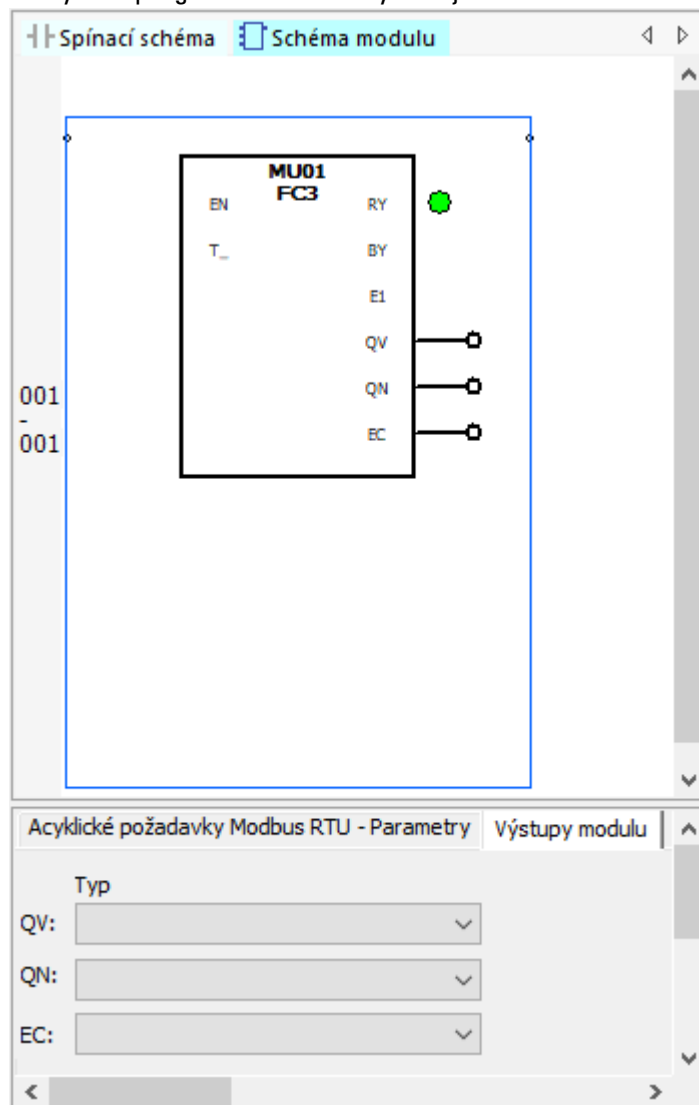 Spínací schéma Schéma modulu
MU01
FC3
EN RY
T_ BY
E1
QV
QN
EC
001
-
001
Acyklické požadavky Modbus RTU - Parametry Výstupy modulu
Typ
QV:
QN:
EC: